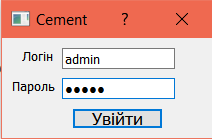 Cement ?
Логін admin
Пароль ●●●●●
Увійти